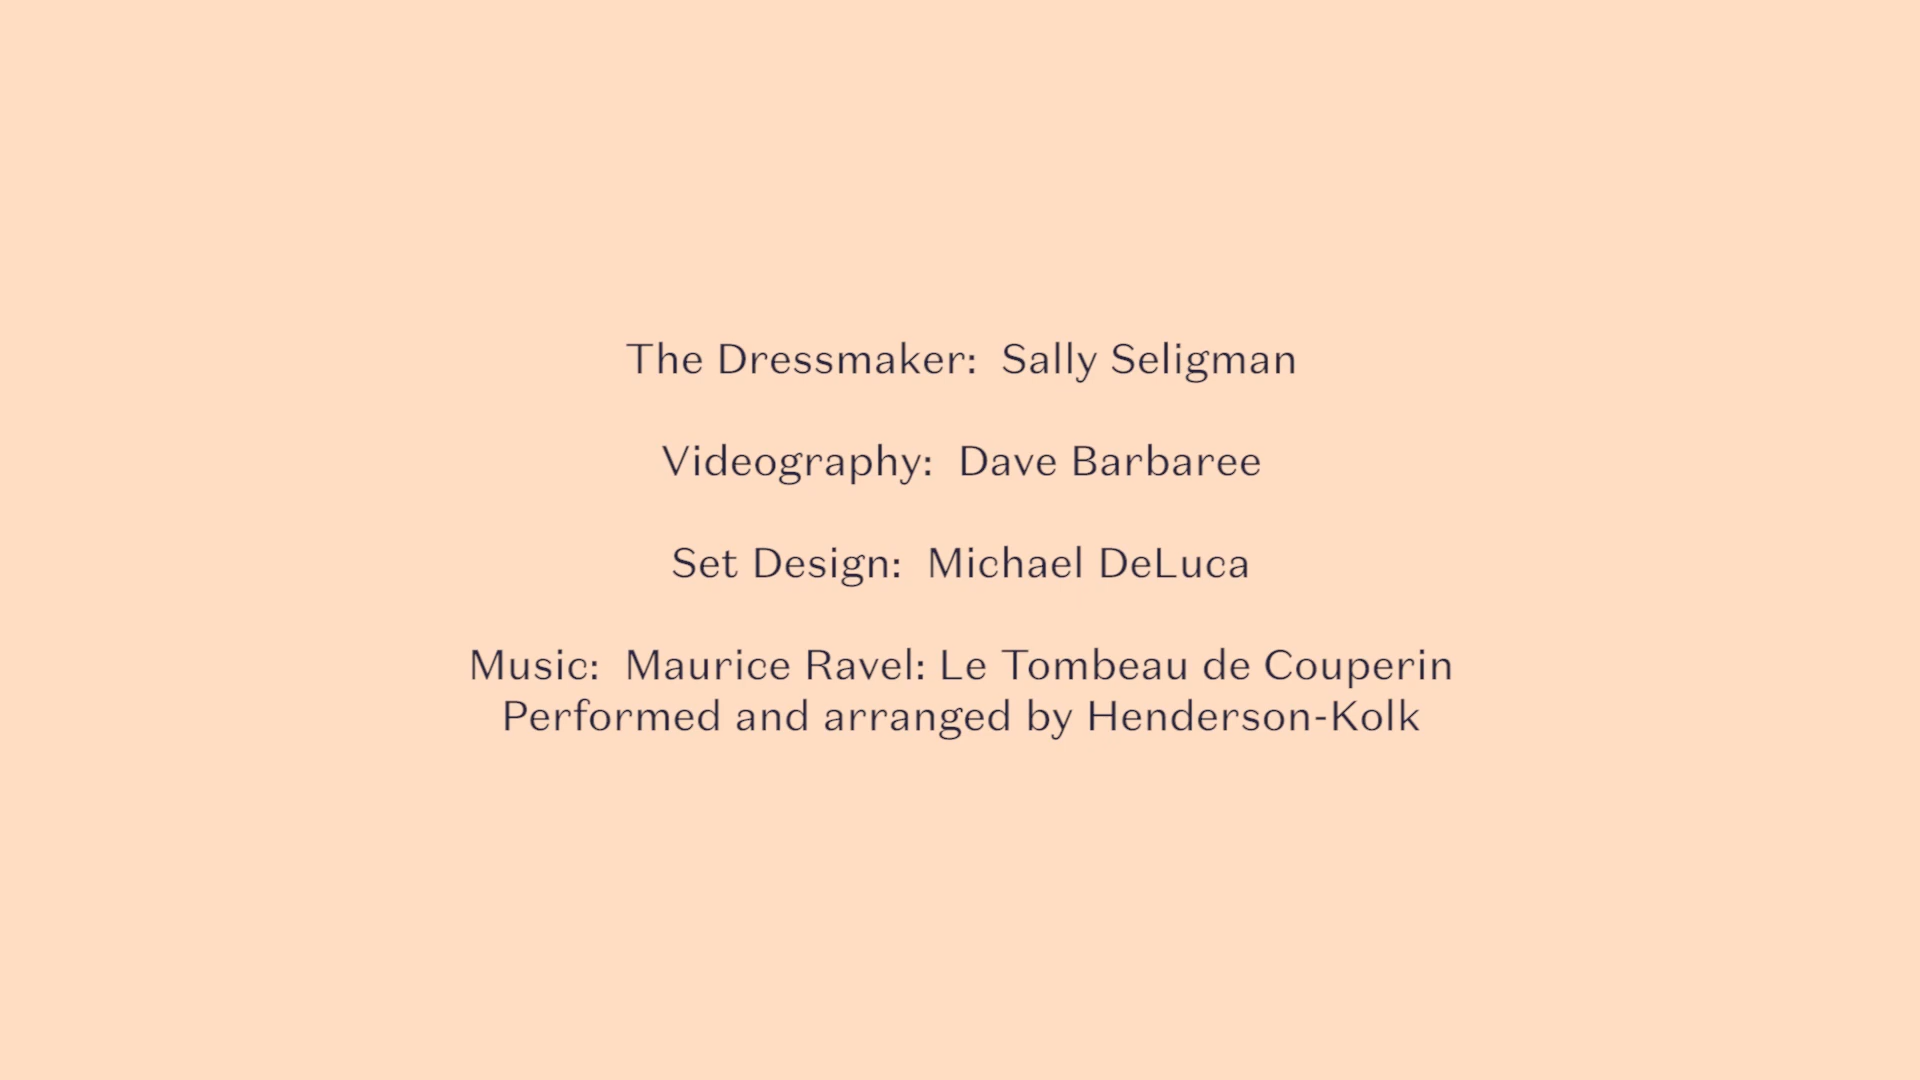 The Dressmaker:  Sally Seligman
Videography:  Dave Barbaree
Set Design:  Michael DeLuca
Music:  Maurice Ravel: Le Tombeau de Couperin
Performed and arranged by Henderson-Kolk